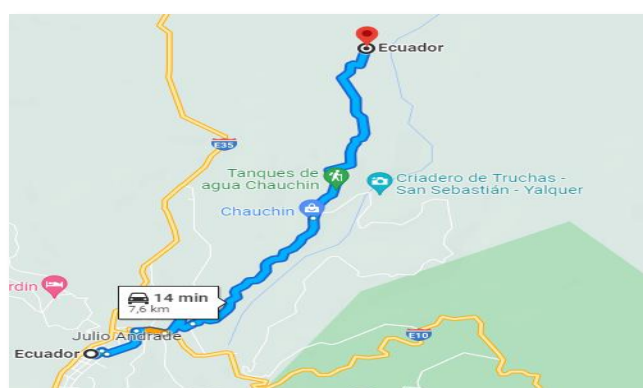 Ecuador
E35
Tanques de
agua Chauchin
Criadero de Truchas -
San Sebastián - Yalquer
Chauchin
rdin
14 min
7,6 km
Julio Andrade
E10
Ecuador